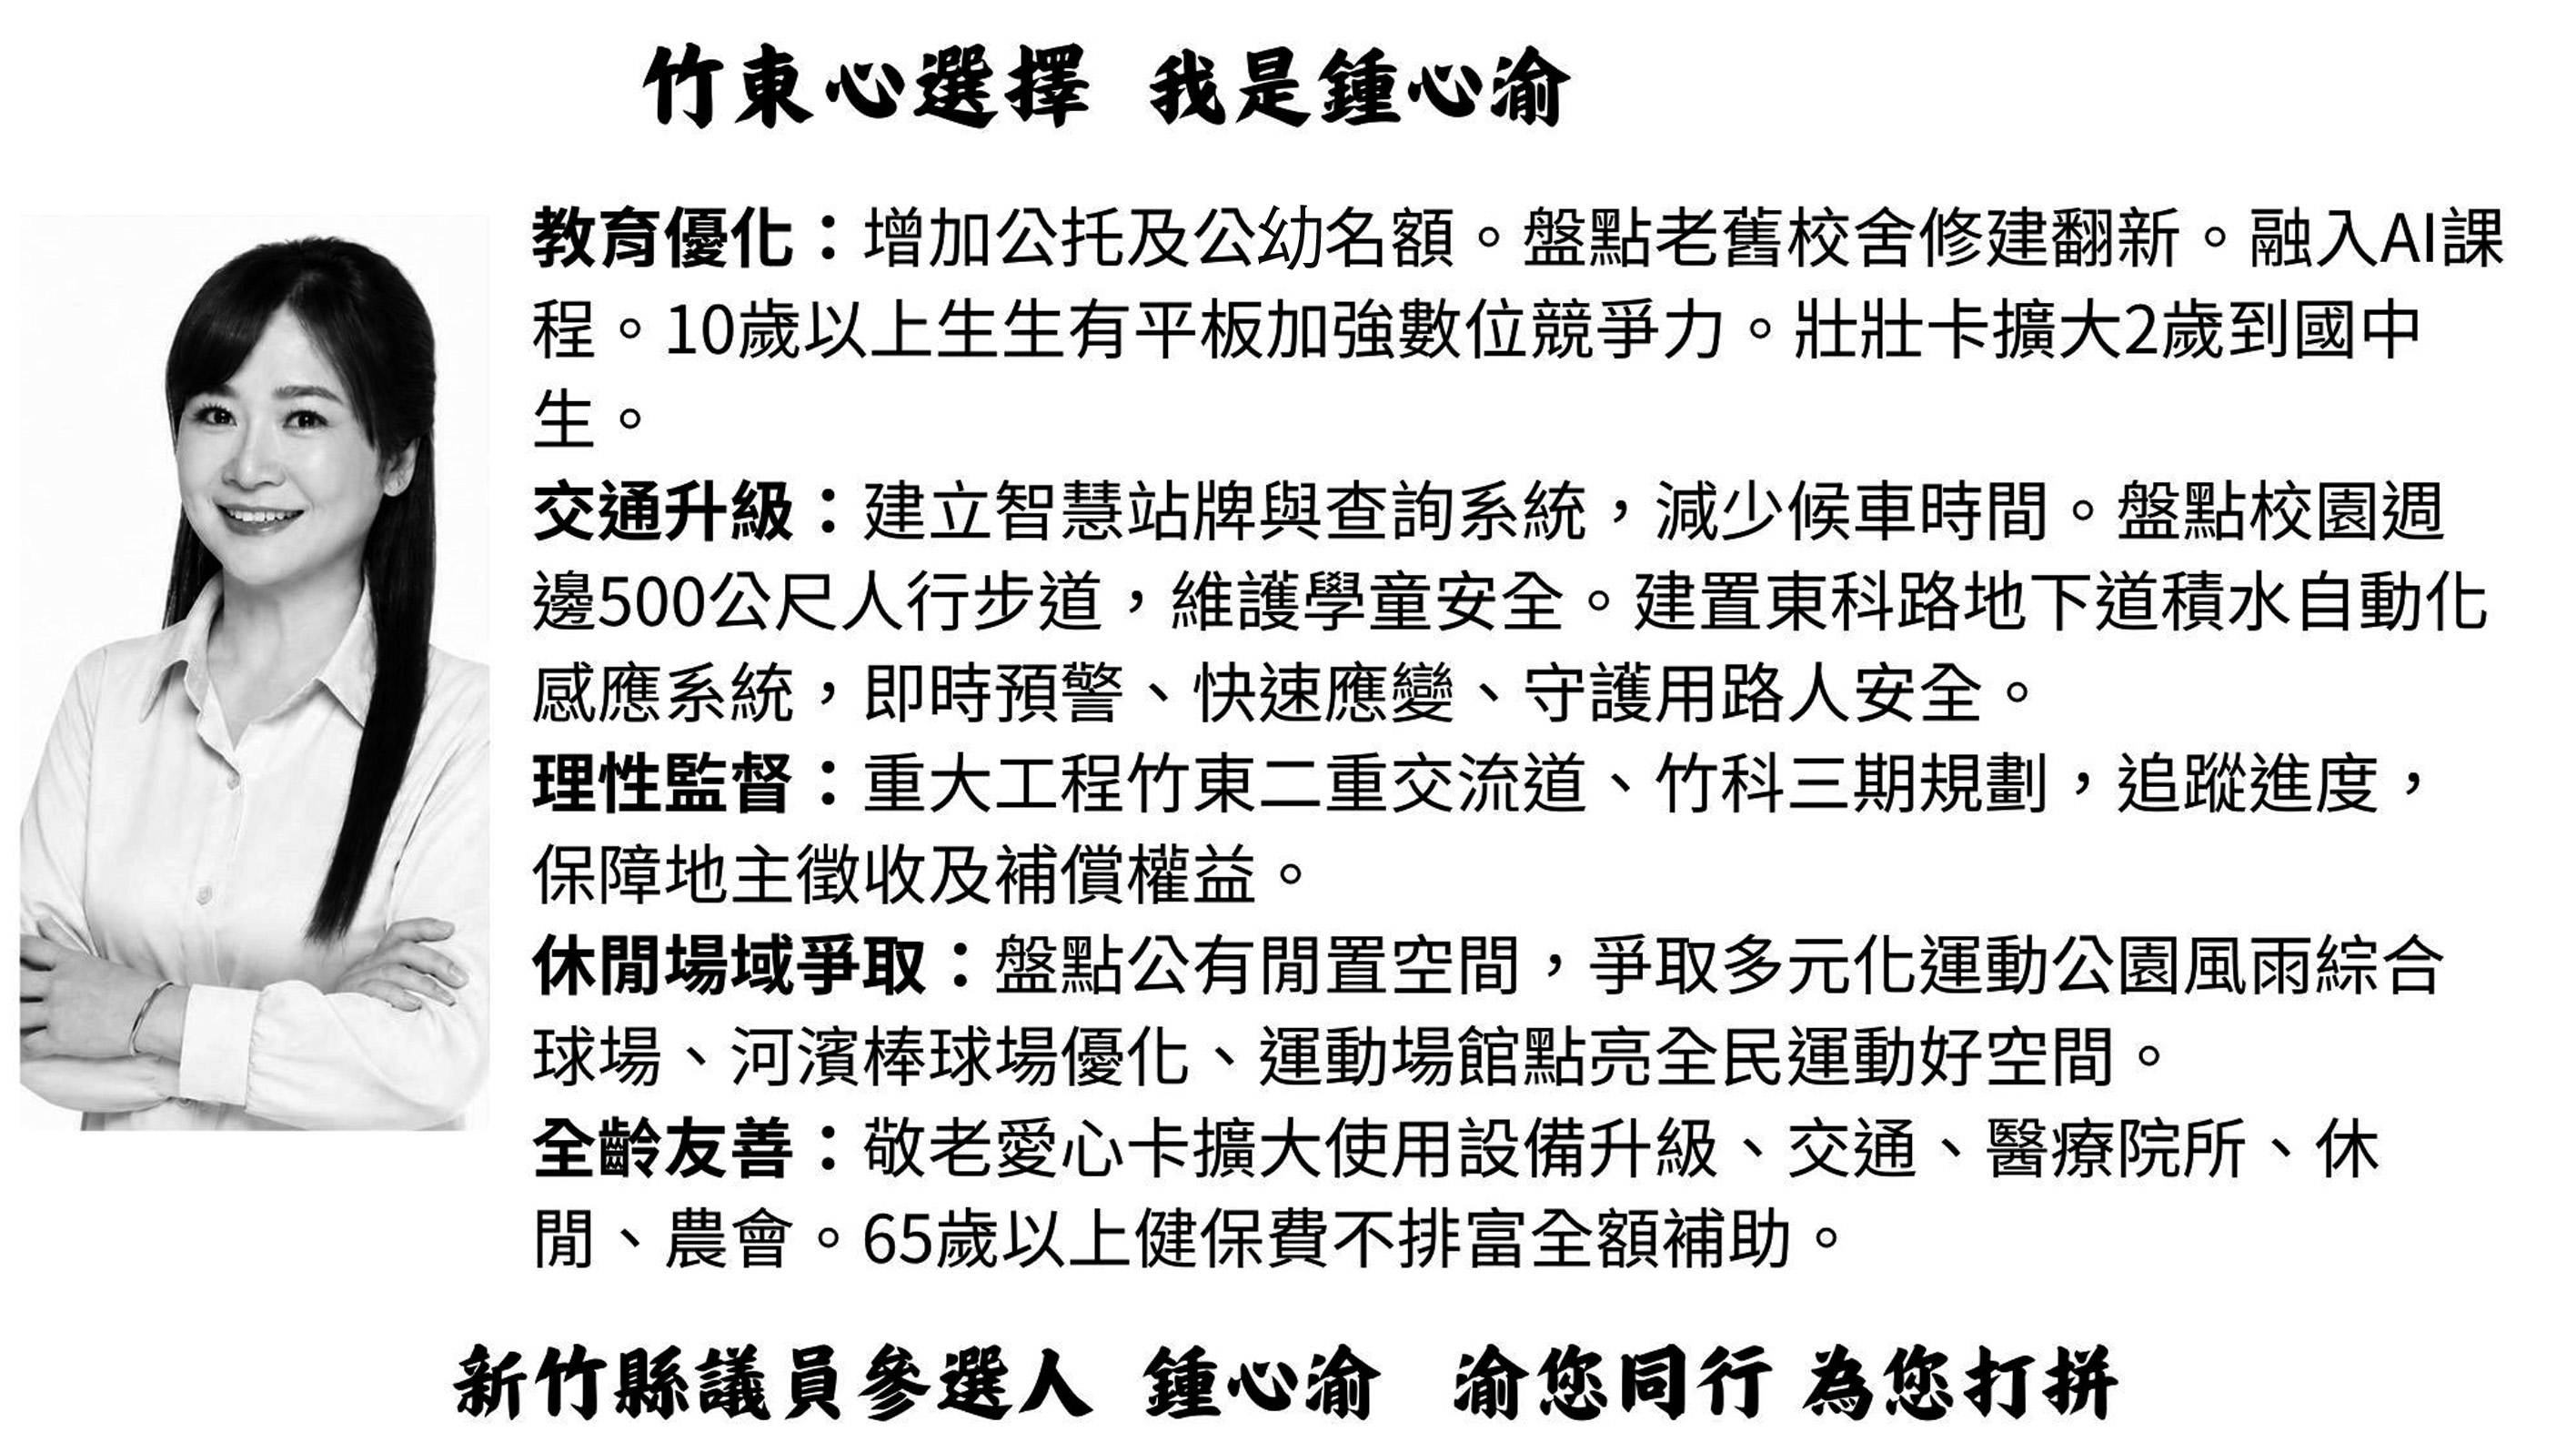 竹東心選擇 我是鍾心渝
教育優化：增加公托及公幼名額。盤點老舊校舍修建翻新。融入AI課
程。10歲以上生生有平板加強數位競爭力。壯壯卡擴大2歲到國中
生。
交通升級：建立智慧站牌與查詢系統，減少候車時間。盤點校園週
邊500公尺人行步道，維護學童安全。建置東科路地下道積水自動化
感應系統，即時預警、快速應變、守護用路人安全。
理性監督：重大工程竹東二重交流道、竹科三期規劃，追蹤進度，
保障地主徵收及補償權益。
休閒場域爭取：盤點公有閒置空間，爭取多元化運動公園風雨綜合
球場、河濱棒球場優化、運動場館點亮全民運動好空間。
全齡友善：敬老愛心卡擴大使用設備升級、交通、醫療院所、休
閒、農會。65歲以上健保費不排富全額補助。
新竹縣議員參選人 鍾心渝 渝您同行 為您打拼